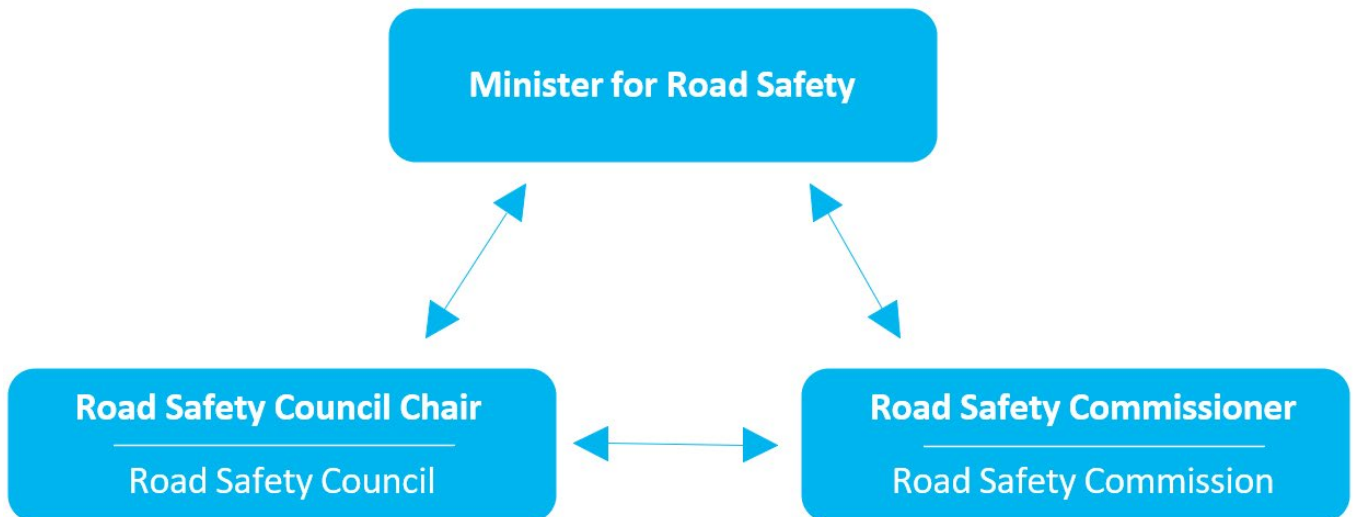 Minister for Road Safety
Road Safety Council Chair
Road Safety Council
Road Safety Commissioner
Road Safety Commission